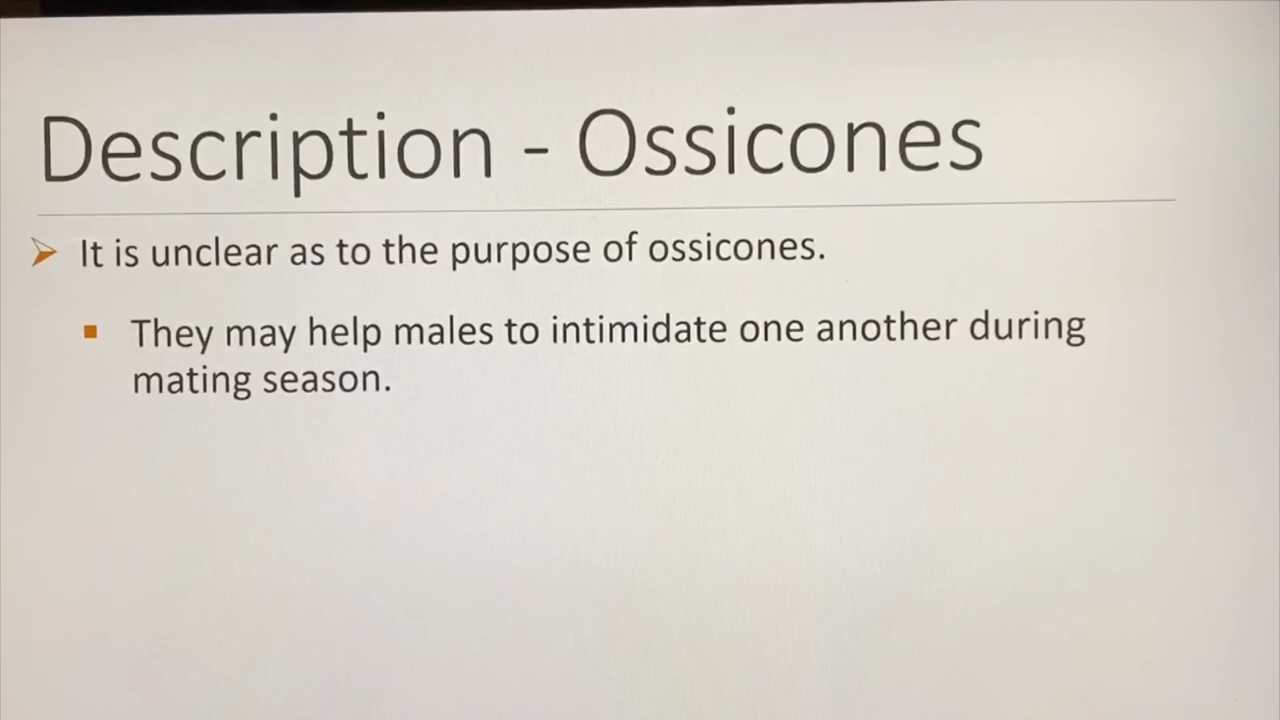 Description - Ossicones
It is unclear as to the purpose of ossicones.
They may help males to intimidate one another during
mating season.